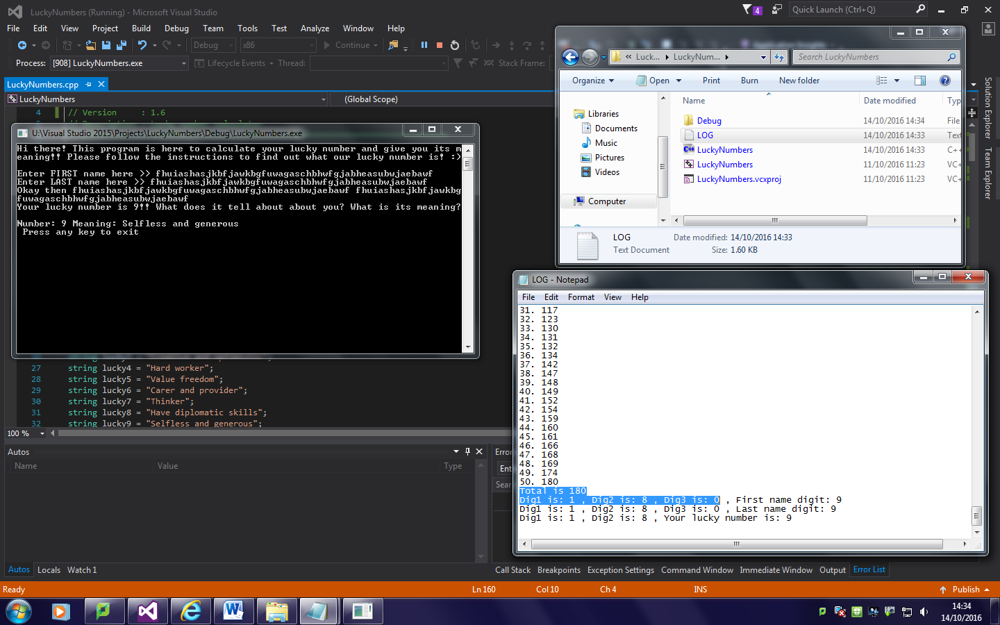 LuckyNumbers (Running) - Microsoft Visual Studio
4
Quick Launch (Ctrl+Q)
File Edit View Project Build Debug Team Tools Test Analyze Window Help
Debug x86 Continue
Process: [908] LuckyNumbers.exe Lifecycle Events Thread: Stack Frame:
LuckyNumbers.cpp
LuckyNumbers (Global Scope)
4 // Version : 1.6
U:\Visual Studio 2015\Projects\LuckyNumbers\Debug\LuckyNumbers.exe
Hi there! This program is here to calculate your lucky number and give you its m
eaning!! Please follow the instructions to find out what our lucky number is! :)
Enter FIRST name here >> fhuiashasjkbfjawkbgfuwagaschbhwfgjabheasubwjaebawf
Enter LAST name here >> fhuiashasjkbfjawkbgfuwagaschbhwfgjabheasubwjaebawf
Okay then fhuiashasjkbfjawkbgfuwagaschbhwfgjabheasubwjaebawf fhuiashasjkbfjawkbg
fuwagaschbhwfgjabheasubwjaebawf
Your lucky number is 9!! What does it tell about about you? What is its meaning?
Number: 9 Meaning: Selfless and generous
Press any key to exit
27 string lucky4 = "Hard worker";
28 string lucky5 = "Value freedom";
29 string lucky6 = "Carer and provider";
30 string lucky7 = "Thinker";
31 string lucky8 = "Have diplomatic skills";
32 string lucky9 = "Selfless and generous";
100 %
Autos
Name Value Type
Autos Locals Watch 1
Error
Ent
Sear
« Luck... LuckyNum...
Search LuckyNumbers
Organize Open Print Burn New folder
Libraries
Documents
Music
Pictures
Videos
Computer
Name Date modified Typ
Debug 14/10/2016 14:34 File
LOG 14/10/2016 14:33 Text
LuckyNumbers 14/10/2016 14:33 C++
LuckyNumbers 11/10/2016 11:23 VC+
LuckyNumbers.vcxproj 11/10/2016 11:23 VC+
LOG Date modified: 14/10/2016 14:33
Text Document Size: 1.60 KB
Solution Explorer
Team Explorer
LOG - Notepad
File Edit Format View Help
31. 117
32. 123
33. 130
34. 131
35. 132
36. 134
37. 142
38. 147
39. 148
40. 149
41. 152
42. 154
43. 159
44. 160
45. 161
46. 166
47. 168
48. 169
49. 174
50. 180
Total is 180
Dig1 is: 1 , Dig2 is: 8 , Dig3 is: 0 , First name digit: 9
Dig1 is: 1 , Dig2 is: 8 , Dig3 is: 0 , Last name digit: 9
Dig1 is: 1 , Dig2 is: 8 , Your lucky number is: 9
Call Stack Breakpoints Exception Settings Command Window Immediate Window Output Error List
Ready Ln 160 Col 10 Ch 4 INS Publish
14:34
14/10/2016